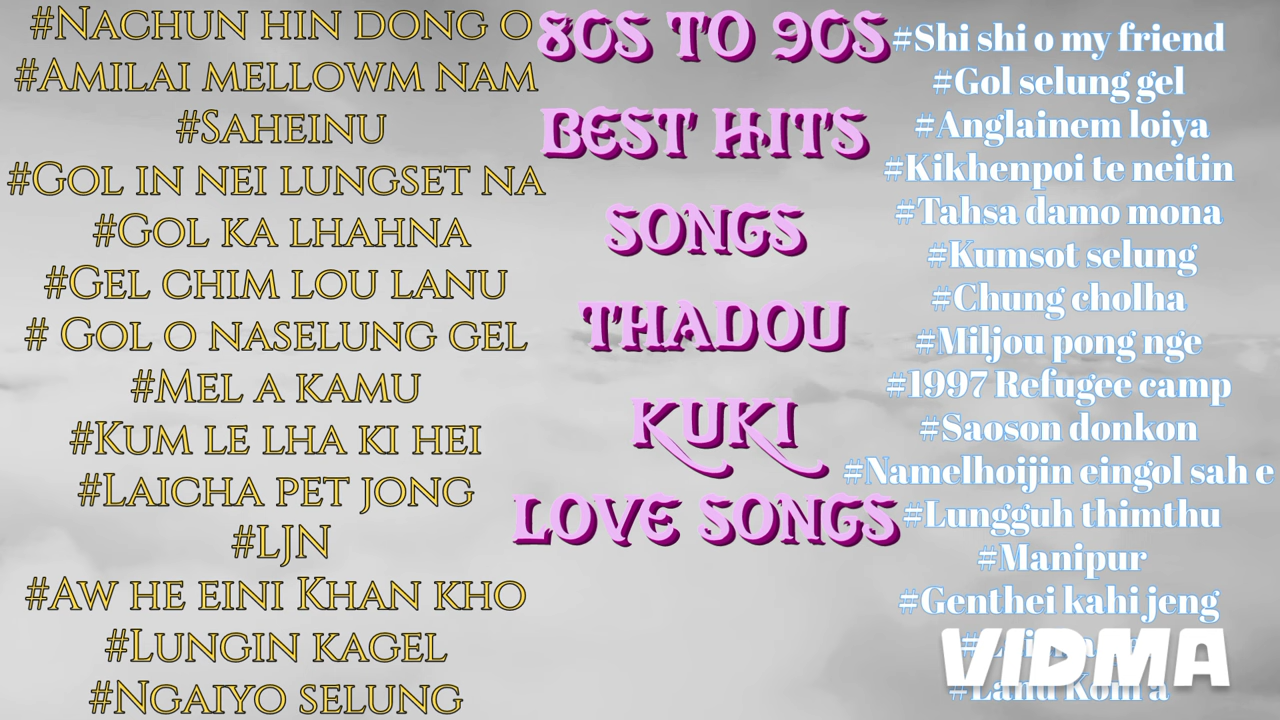 #Nachun hin dong o
#Amilai mellowm nam
#Saheinu
#Gol in nei lungset na
#Gol ka lhahna
#Gel chim lou lanu
# Gol o naselung gel
#Mel a kamu
#Kum le lha ki hei
#Laicha pet jong
#LJN
#Aw he eini Khan kho
#Lungin kagel
#Ngaiyo selung
80s to 90s
Best Hits
Songs
Thadou
Kuki
Love Songs
#Shi shi o my friend
#Gol selung gel
#Anglainem loiya
#Kikhenpoi te neitin
#Tahsa damo mona
#Kumsot selung
#Chung cholha
#Miljou pong nge
#1997 Refugee camp
#Saoson donkon
#Namelhoijin eingol sah e
#Lungguh thimthu
#Manipur
#Genthei kahi jeng
#Lanu Kom a
VIDMA